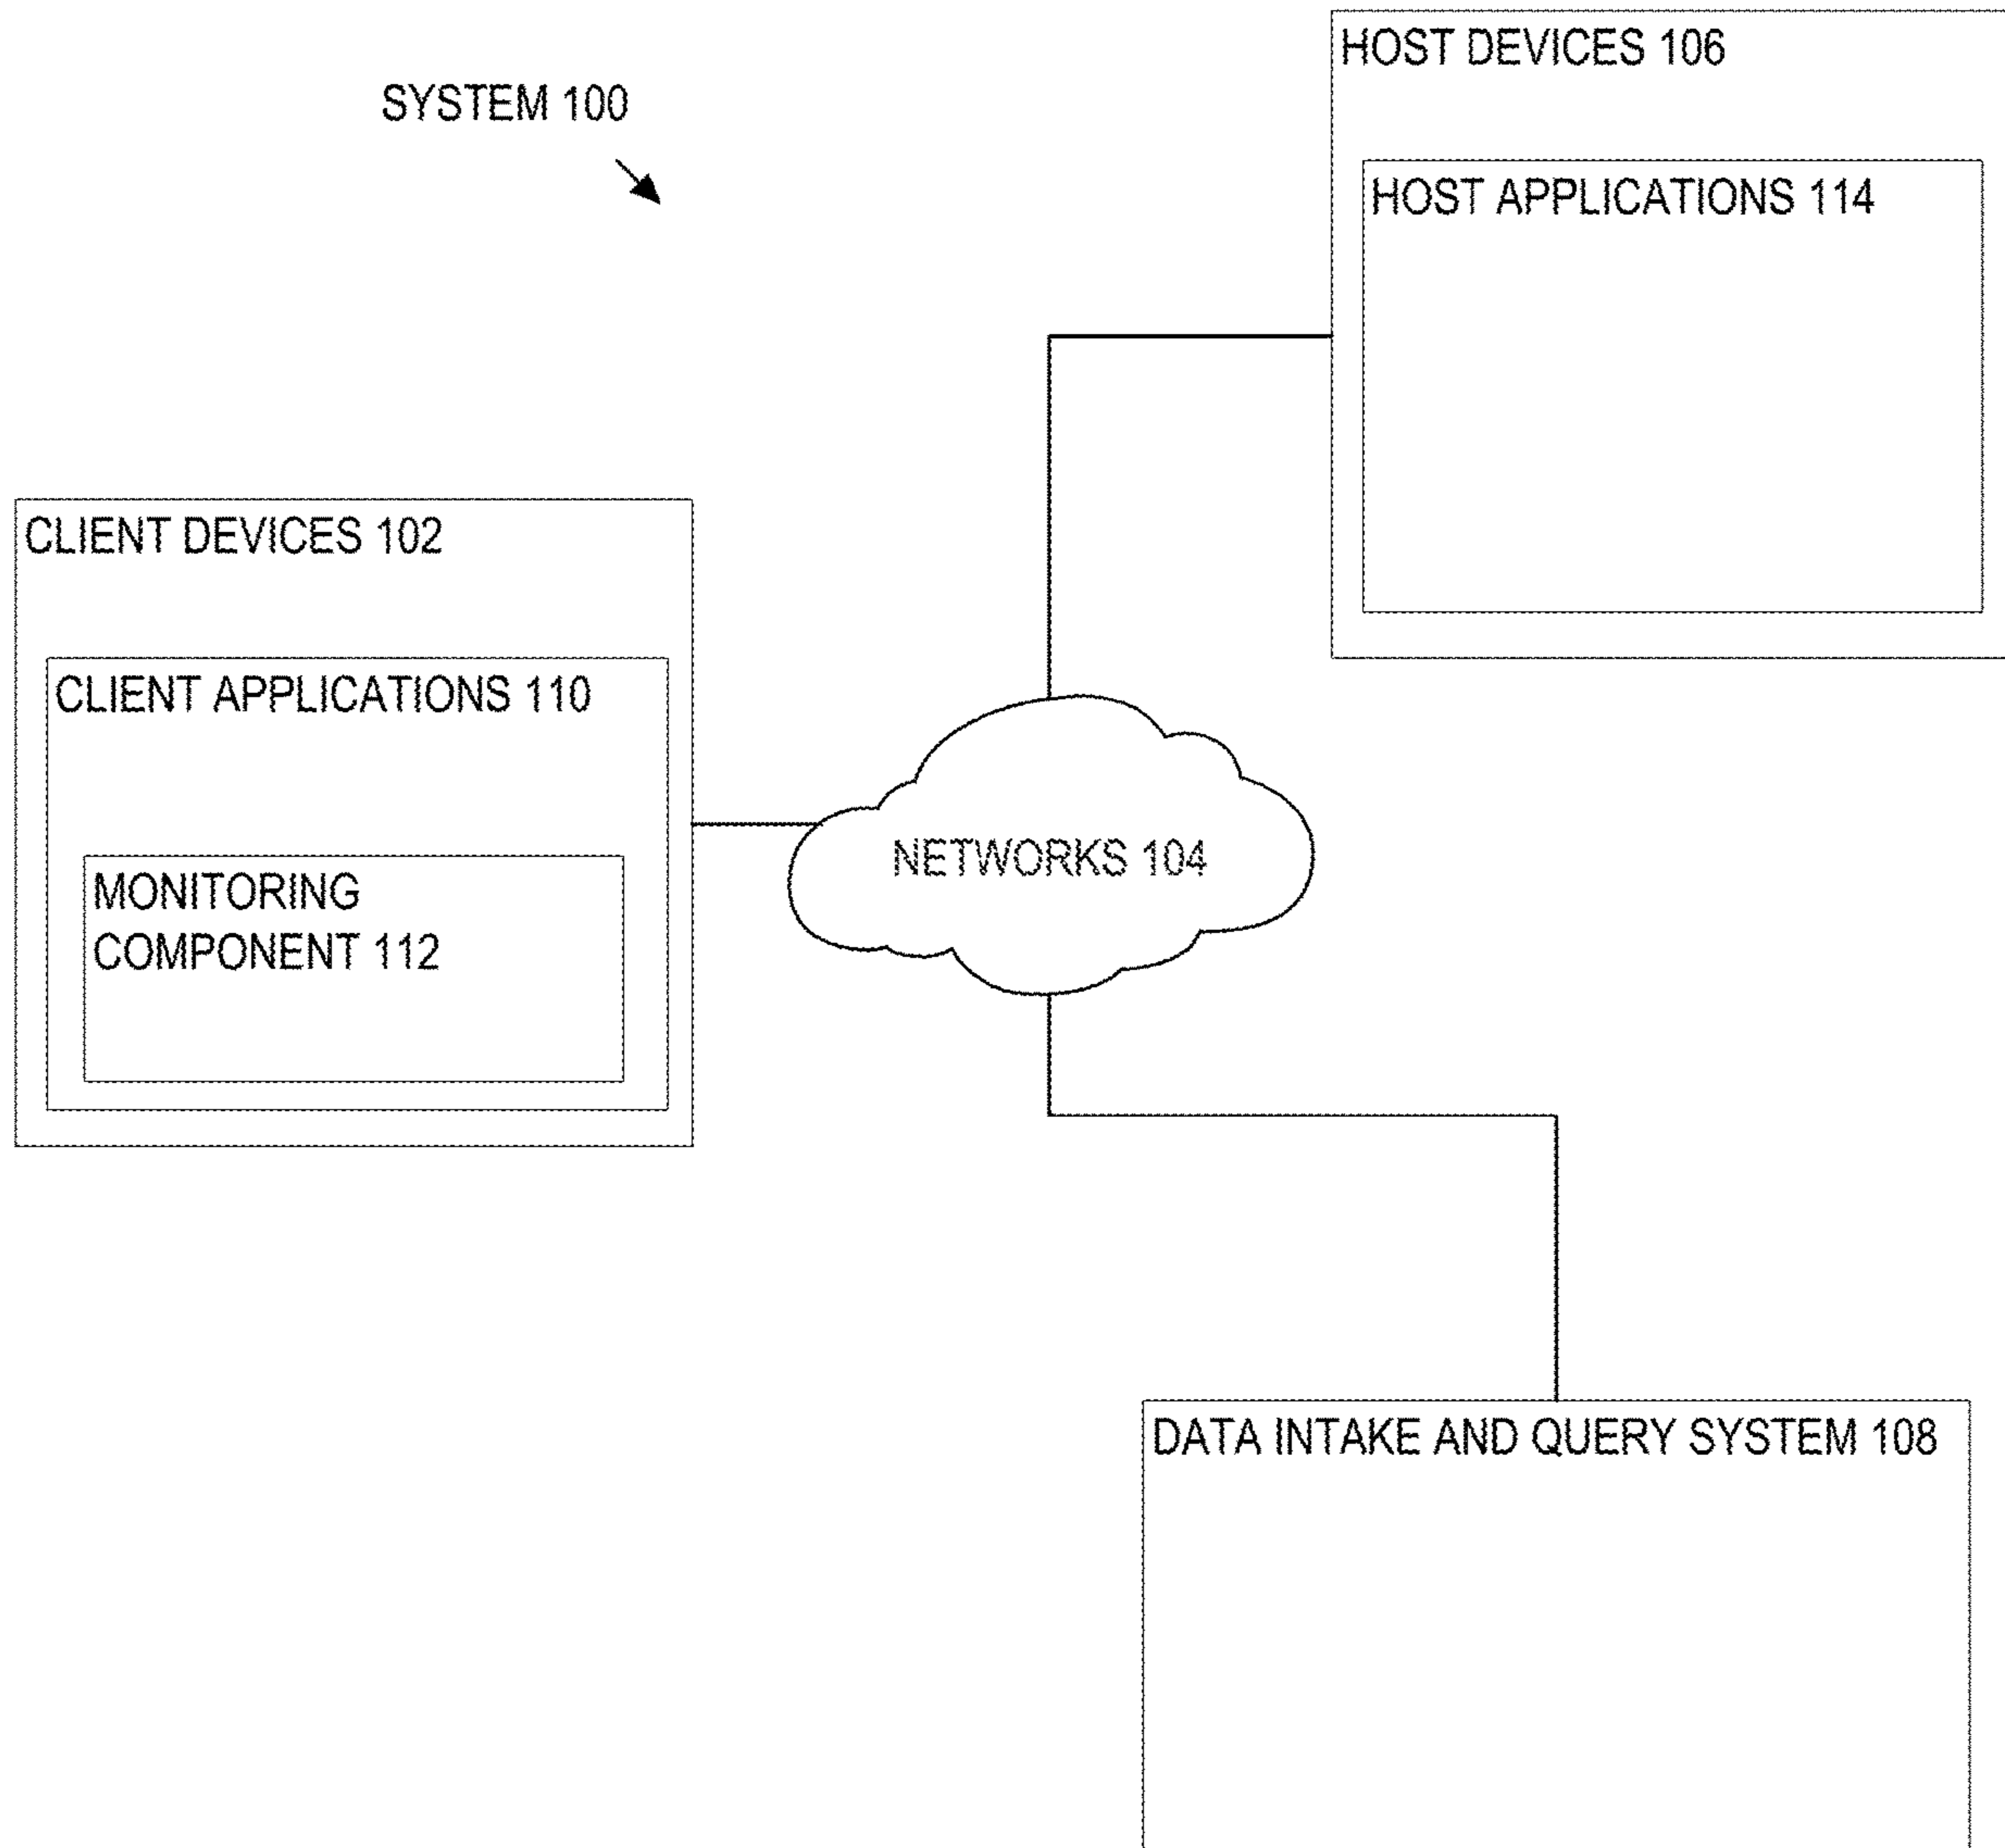 SYSTEM 100
HOST DEVICES 106
HOST APPLICATIONS 114
CLIENT DEVICES 102
CLIENT APPLICATIONS 110
MONITORING
COMPONENT 112
NETWORKS 104
DATA INTAKE AND QUERY SYSTEM 108